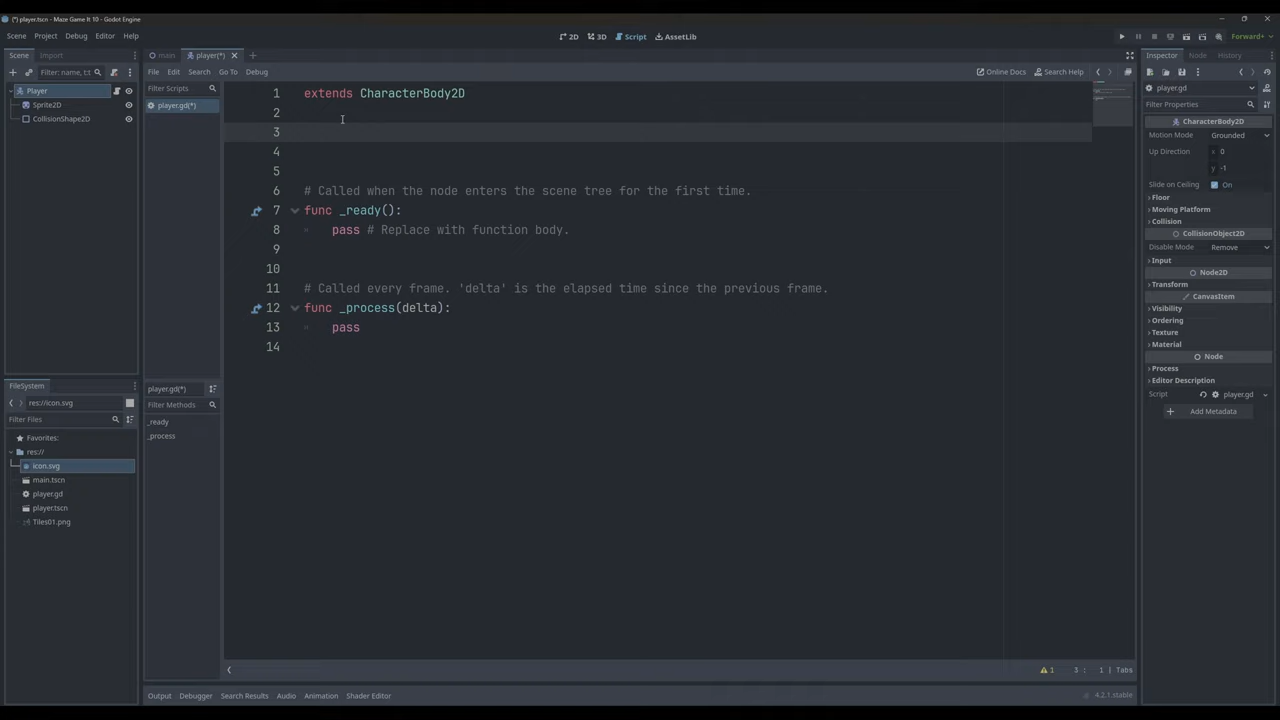 (*) player.tscn - Maze Game It 10 - Godot Engine
Scene Project Debug Editor Help
2D 3D Script AssetLib
Forward+
Scene Import
main player(*)
Inspector Node History
Filter: name, t:t
File Edit Search Go To Debug
Online Docs Search Help
Player
Sprite2D
CollisionShape2D
Filter Scripts
player.gd(*)
player.gd(*)
Filter Methods
_ready
_process
1 extends CharacterBody2D
2
3
4
5
6 # Called when the node enters the scene tree for the first time.
7 func _ready():
8 pass # Replace with function body.
9
10
11 # Called every frame. 'delta' is the elapsed time since the previous frame.
12 func _process(delta):
13 pass
14
1 3 : 1 | Tabs
player.gd
Filter Properties
CharacterBody2D
Motion Mode Grounded
Up Direction x 0
y -1
Slide on Ceiling On
Floor
Moving Platform
Collision
CollisionObject2D
Disable Mode Remove
Input
Node2D
Transform
CanvasItem
Visibility
Ordering
Texture
Material
Node
Process
Editor Description
Script player.gd
Add Metadata
FileSystem
res://icon.svg
Filter Files
Favorites:
res://
icon.svg
main.tscn
player.gd
player.tscn
Tiles01.png
Output Debugger Search Results Audio Animation Shader Editor
4.2.1.stable